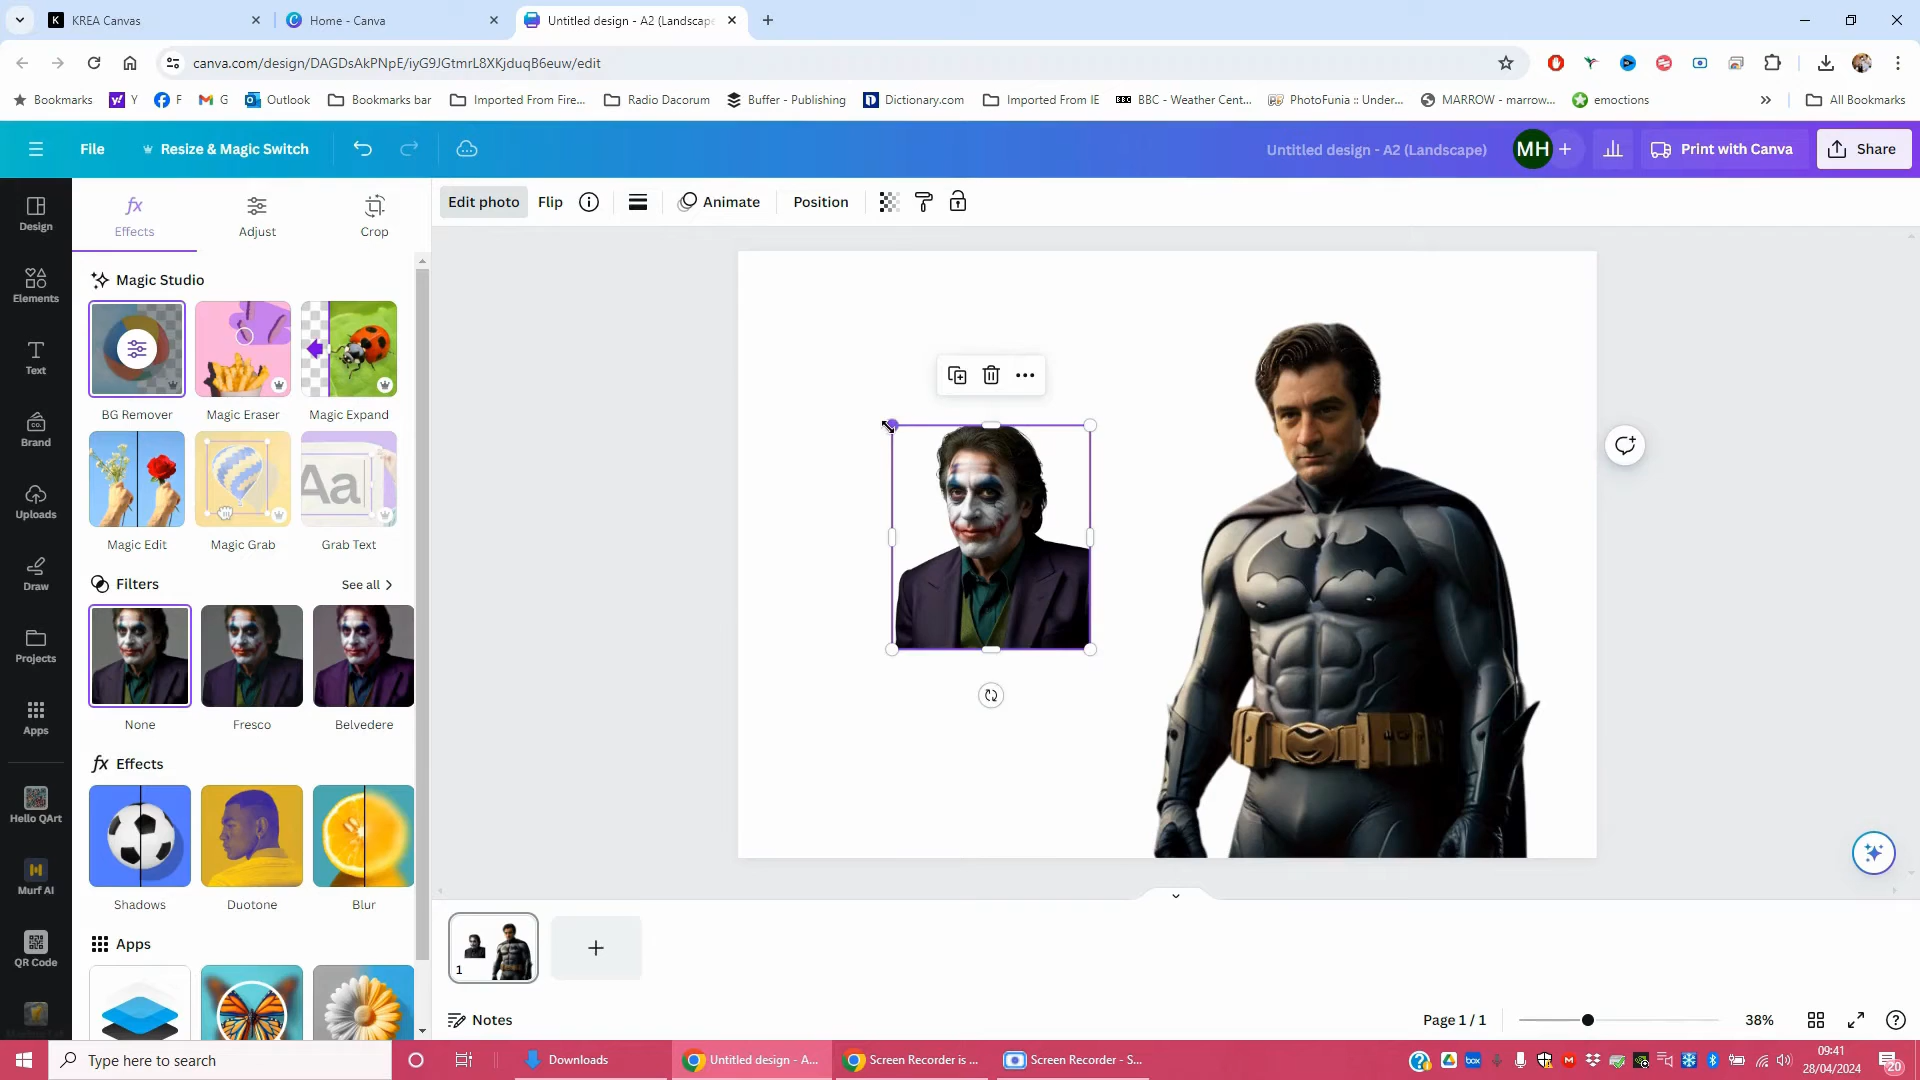 KREA Canvas
Home - Canva
Untitled design - A2 (Landscape
canva.com/design/DAGDsAkPNpE/iyG9JGtmrL8XKjduqB6euw/edit
Bookmarks
Y
F
G
Outlook
Bookmarks bar
Imported From Fire...
Radio Dacorum
Buffer - Publishing
Dictionary.com
Imported From IE
BBC - Weather Cent...
PhotoFunia :: Under...
MARROW - marrow...
emoctions
All Bookmarks
File
Resize & Magic Switch
Untitled design - A2 (Landscape)
MH
Print with Canva
Share
Design
Elements
Text
Brand
Uploads
Draw
Projects
Apps
Hello QArt
Murf AI
QR Code
Effects
Adjust
Crop
Edit photo
Flip
Animate
Position
Magic Studio
BG Remover
Magic Eraser
Magic Expand
Aa
Magic Edit
Magic Grab
Grab Text
Filters
See all
None
Fresco
Belvedere
fx Effects
Shadows
Duotone
Blur
Apps
1
Notes
Page 1 / 1
38%
Type here to search
Downloads
Untitled design - A...
Screen Recorder is ...
Screen Recorder - S...
09:41
28/04/2024
20